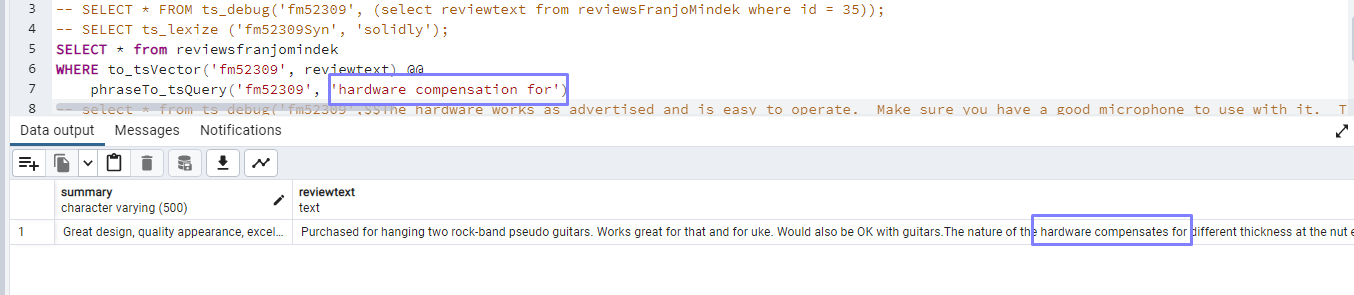 3 -- SELECT * FROM ts_debug('fm52309', (select reviewtext from reviewsFranjoMindek where id = 35));
4 -- SELECT ts_lexize ('fm52309Syn', 'solidly');
5 SELECT * from reviewsfranjomindek
6 WHERE to_tsVector('fm52309', reviewtext) @@
7 phraseTo_tsQuery('fm52309', 'hardware compensation for')
8 -- select * from ts_debug('fm52309',$$The hardware works as advertised and is easy to operate. Make sure you have a good microphone to use with it. T
Data output Messages Notifications
summary reviewtext
character varying (500) text
1 Great design, quality appearance, excel... Purchased for hanging two rock-band pseudo guitars. Works great for that and for uke. Would also be OK with guitars.The nature of the hardware compensates for different thickness at the nut e